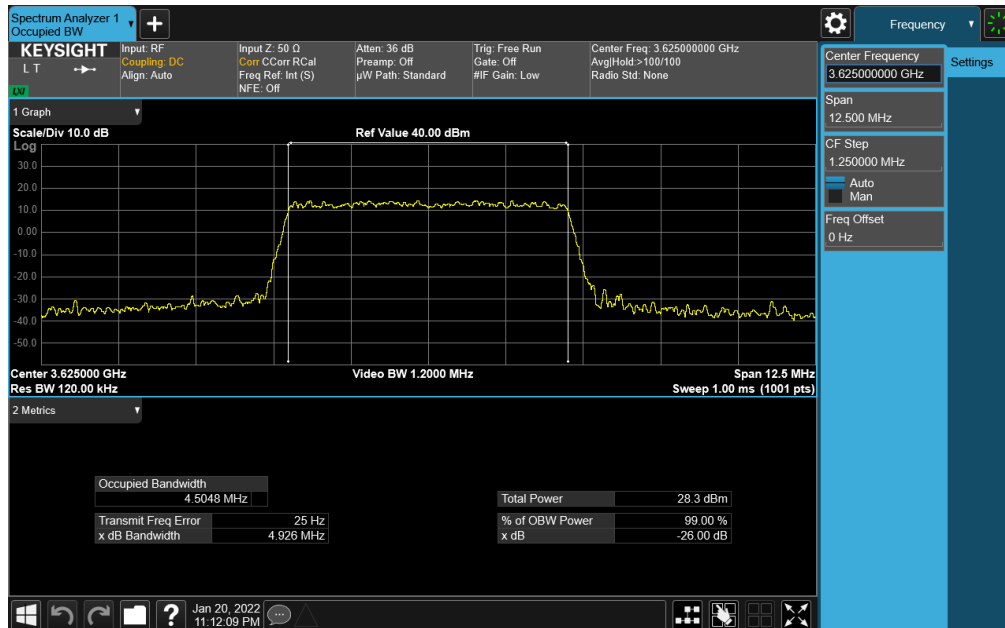 Spectrum Analyzer 1
Occupied BW
+
Frequency
KEYSIGHT
LT
LXI
Input: RF
Coupling: DC
Align: Auto
Input Z: 50 Ω
Corr CCorr RCal
Freq Ref: Int (S)
NFE: Off
Atten: 36 dB
Preamp: Off
µW Path: Standard
Trig: Free Run
Gate: Off
#IF Gain: Low
Center Freq: 3.625000000 GHz
Avg|Hold:>100/100
Radio Std: None
Center Frequency
3.625000000 GHz
Settings
Span
12.500 MHz
CF Step
1.250000 MHz
Auto
Man
Freq Offset
0 Hz
1 Graph
Scale/Div 10.0 dB
Ref Value 40.00 dBm
Log
30.0
20.0
10.0
0.00
-10.0
-20.0
-30.0
-40.0
-50.0
Center 3.625000 GHz
Video BW 1.2000 MHz
Span 12.5 MHz
Res BW 120.00 kHz
Sweep 1.00 ms (1001 pts)
2 Metrics
Occupied Bandwidth
4.5048 MHz
Total Power 28.3 dBm
Transmit Freq Error 25 Hz
% of OBW Power 99.00 %
x dB Bandwidth 4.926 MHz
x dB -26.00 dB
?
Jan 20, 2022
11:12:09 PM